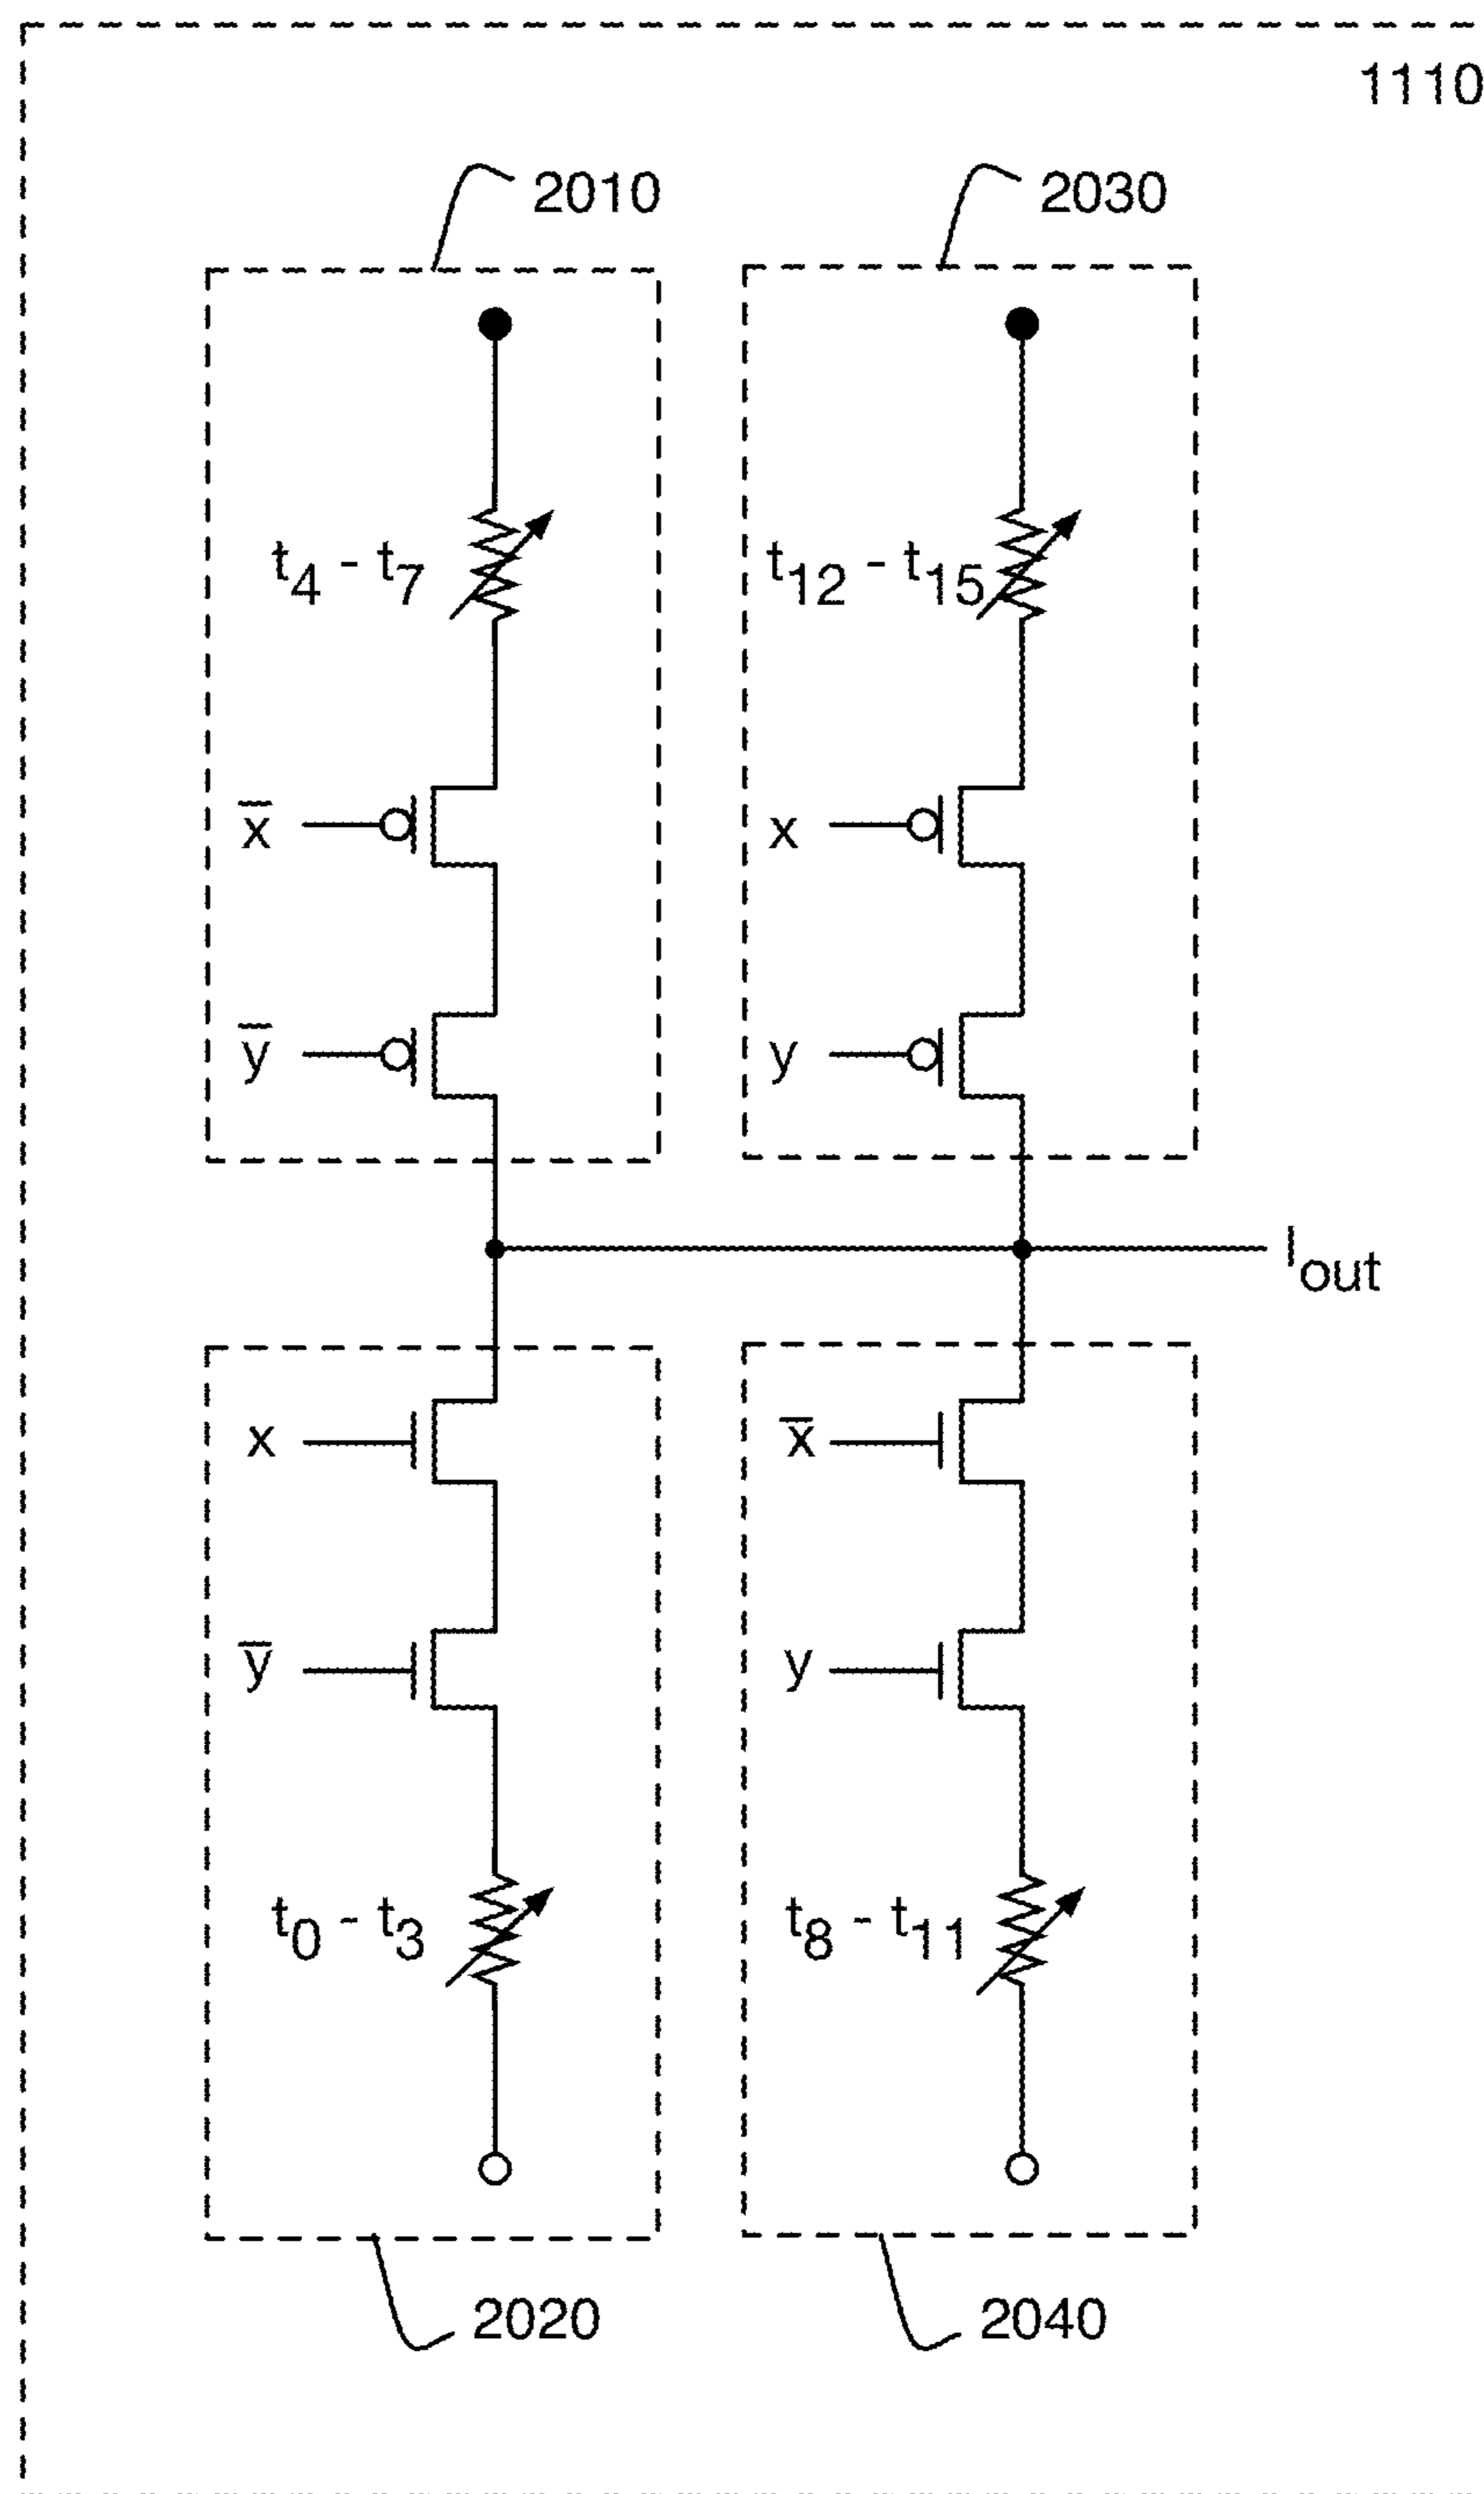 1110
2010
2030
t4 - t7
t12 - t15
x̅
x
y̅
y
Iout
x
x̅
y̅
y
t0 - t3
t8 - t11
2020
2040